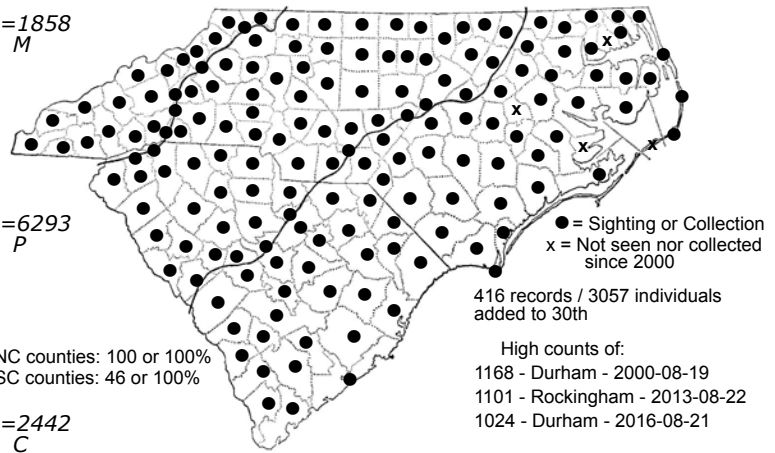 =1858
M
=6293
P
=2442
C
NC counties: 100 or 100%
SC counties: 46 or 100%
x
x
x
x
● = Sighting or Collection
x = Not seen nor collected
since 2000
416 records / 3057 individuals
added to 30th
High counts of:
1168 - Durham - 2000-08-19
1101 - Rockingham - 2013-08-22
1024 - Durham - 2016-08-21